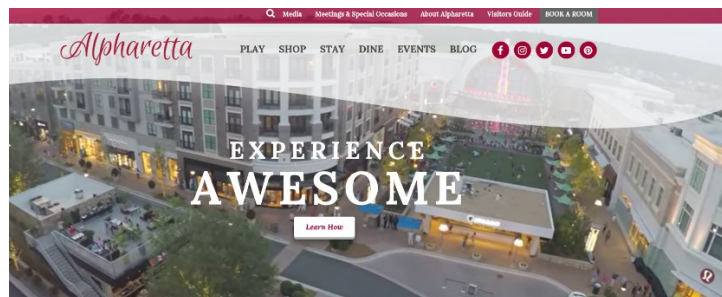 Media Meetings & Special Occasions About Alpharetta Visitors Guide BOOK A ROOM
Alpharetta PLAY SHOP STAY DINE EVENTS BLOG
EXPERIENCE
AWESOME
Learn How